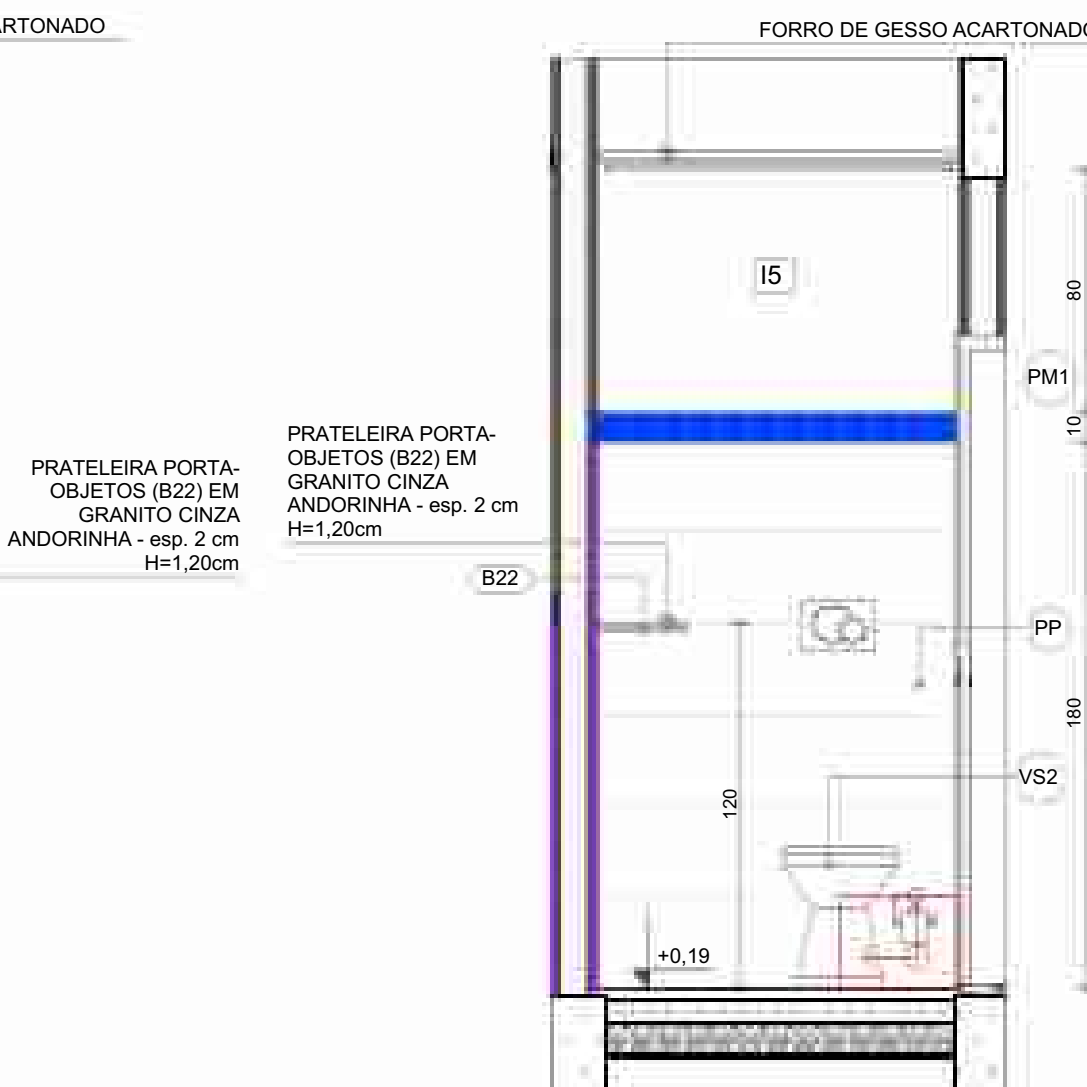 ARTONADO
FORRO DE GESSO ACARTONADO
I5
80
PM1
10
PRATELEIRA PORTA-
OBJETOS (B22) EM
GRANITO CINZA
ANDORINHA - esp. 2 cm
H=1,20cm
PRATELEIRA PORTA-
OBJETOS (B22) EM
GRANITO CINZA
ANDORINHA - esp. 2 cm
H=1,20cm
B22
PP
180
VS2
120
+0,19